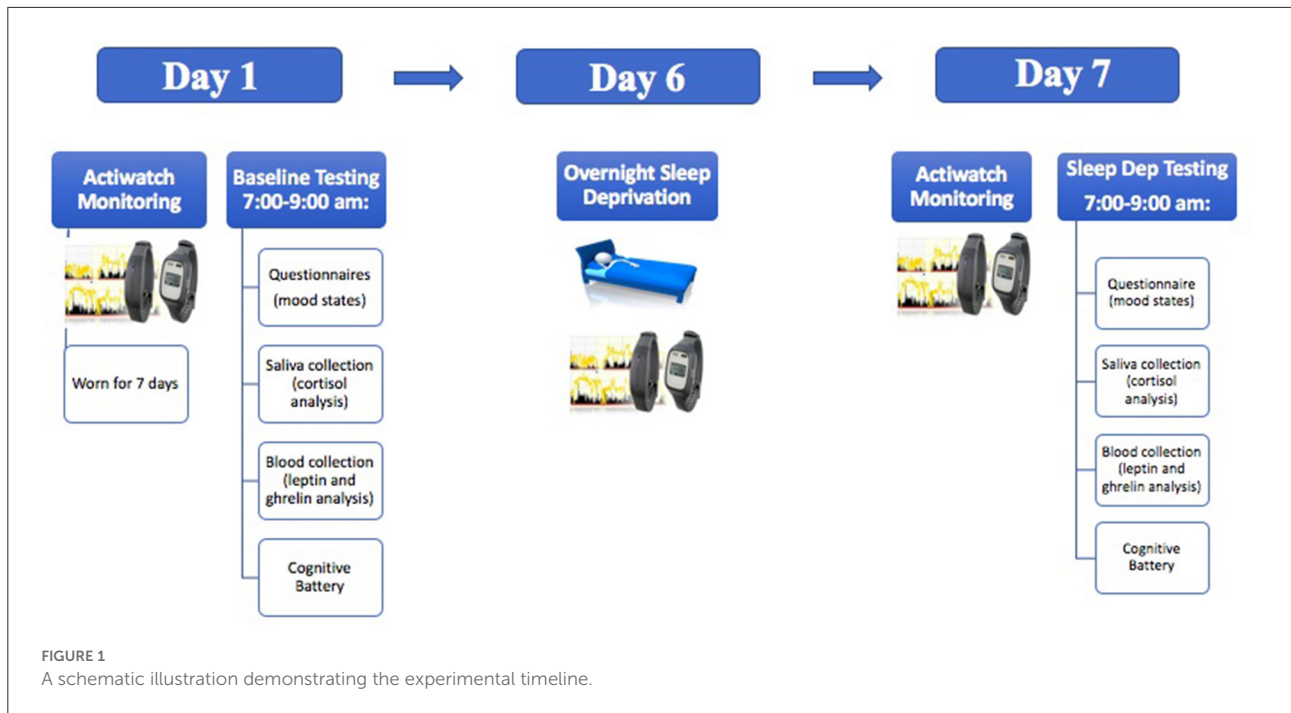 Day 1
Day 6
Day 7
Actiwatch
Monitoring
Worn for 7 days
Baseline Testing
7:00-9:00 am:
Questionnaires
(mood states)
Saliva collection
(cortisol
analysis)
Blood collection
(leptin and
ghrelin analysis)
Cognitive
Battery
Overnight Sleep
Deprivation
Actiwatch
Monitoring
Sleep Dep Testing
7:00-9:00 am:
Questionnaire
(mood states)
Saliva collection
(cortisol
analysis)
Blood collection
(leptin and
ghrelin analysis)
Cognitive
Battery
FIGURE 1
A schematic illustration demonstrating the experimental timeline.